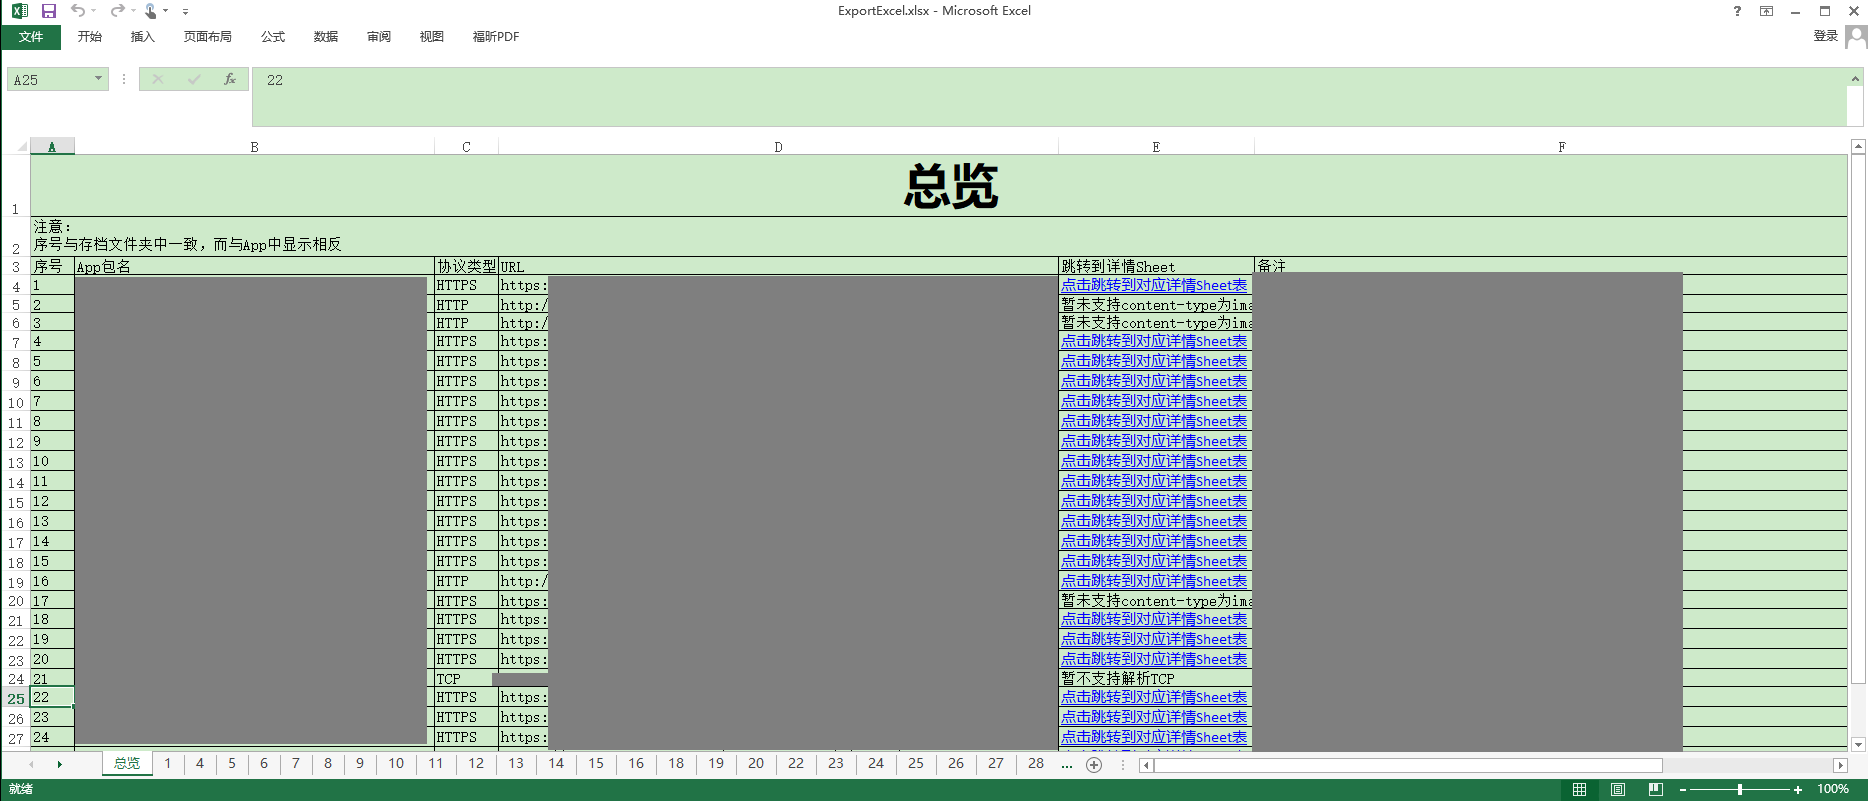 ExportExcel.xlsx - Microsoft Excel
文件 开始 插入 页面布局 公式 数据 审阅 视图 福昕PDF 登录
A25 fx 22
A B C D E F
1 总览
注意:
2 序号与存档文件夹中一致，而与App中显示相反
3 序号 App包名 协议类型 URL 跳转到详情Sheet 备注
4 1 HTTPS https: 点击跳转到对应详情Sheet表
5 2 HTTP http:/ 暂未支持content-type为ima
6 3 HTTP http:/ 暂未支持content-type为ima
7 4 HTTPS https: 点击跳转到对应详情Sheet表
8 5 HTTPS https: 点击跳转到对应详情Sheet表
9 6 HTTPS https: 点击跳转到对应详情Sheet表
10 7 HTTPS https: 点击跳转到对应详情Sheet表
11 8 HTTPS https: 点击跳转到对应详情Sheet表
12 9 HTTPS https: 点击跳转到对应详情Sheet表
13 10 HTTPS https: 点击跳转到对应详情Sheet表
14 11 HTTPS https: 点击跳转到对应详情Sheet表
15 12 HTTPS https: 点击跳转到对应详情Sheet表
16 13 HTTPS https: 点击跳转到对应详情Sheet表
17 14 HTTPS https: 点击跳转到对应详情Sheet表
18 15 HTTPS https: 点击跳转到对应详情Sheet表
19 16 HTTP http:/ 点击跳转到对应详情Sheet表
20 17 HTTPS https: 暂未支持content-type为ima
21 18 HTTPS https: 点击跳转到对应详情Sheet表
22 19 HTTPS https: 点击跳转到对应详情Sheet表
23 20 HTTPS https: 点击跳转到对应详情Sheet表
24 21 TCP 暂不支持解析TCP
25 22 HTTPS https: 点击跳转到对应详情Sheet表
26 23 HTTPS https: 点击跳转到对应详情Sheet表
27 24 HTTPS https: 点击跳转到对应详情Sheet表
总览 1 4 5 6 7 8 9 10 11 12 13 14 15 16 18 19 20 22 23 24 25 26 27 28 ...
就绪 100%